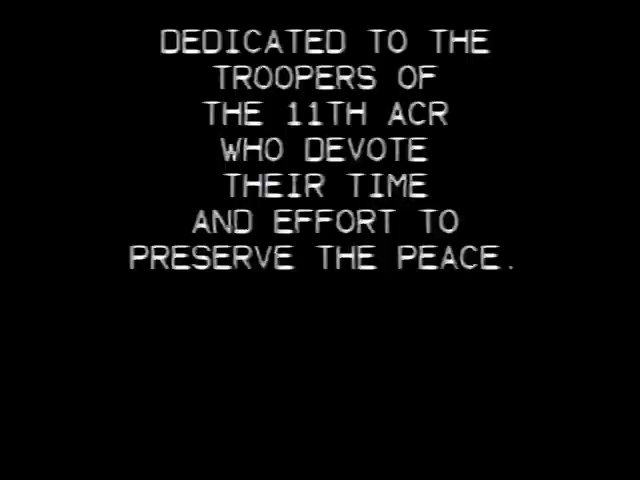 DEDICATED TO THE
TROOPERS OF
THE 11TH ACR
WHO DEVOTE
THEIR TIME
AND EFFORT TO
PRESERVE THE PEACE.